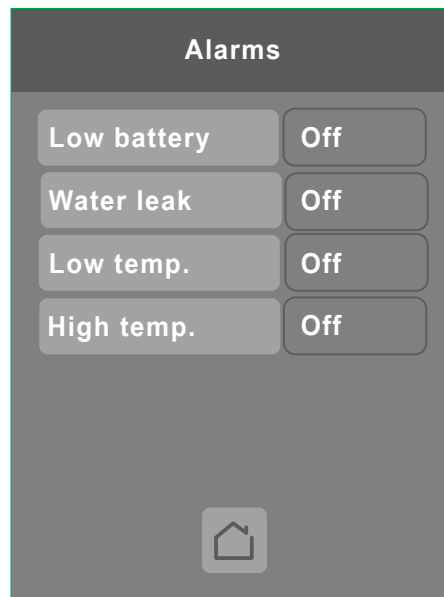 Alarms
Low battery Off
Water leak Off
Low temp. Off
High temp. Off